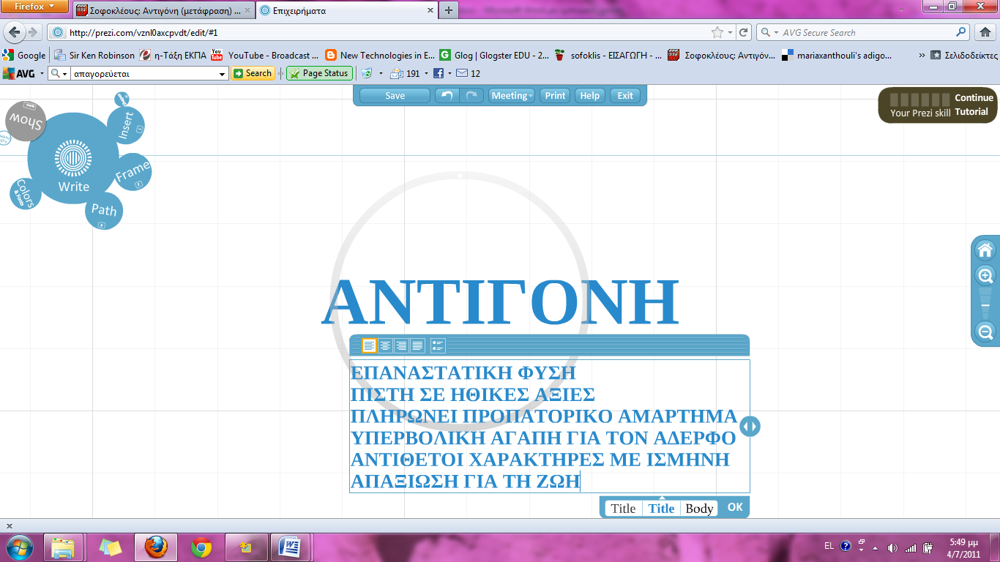 Firefox
Σοφοκλέους: Αντιγόνη (μετάφραση) ...
Επιχειρήματα
http://prezi.com/vznl0axcpvdt/edit/#1
AVG Secure Search
Google
Sir Ken Robinson
η-Τάξη ΕΚΠΑ
YouTube - Broadcast ...
New Technologies in E...
Glog | Glogster EDU - 2...
sofoklis - ΕΙΣΑΓΩΓΗ - ...
Σοφοκλέους: Αντιγόν...
mariaxanthouli's adigo...
Σελιδοδείκτες
AVG
απαγορεύεται
Search
Page Status
191
12
Save
Meeting
Print
Help
Exit
Continue
Your Prezi skill
Tutorial
Show
Insert
Frame
Write
Colors
& Fonts
Path
ΑΝΤΙΓΟΝΗ
ΕΠΑΝΑΣΤΑΤΙΚΗ ΦΥΣΗ
ΠΙΣΤΗ ΣΕ ΗΘΙΚΕΣ ΑΞΙΕΣ
ΠΛΗΡΩΝΕΙ ΠΡΟΠΑΤΟΡΙΚΟ ΑΜΑΡΤΗΜΑ
ΥΠΕΡΒΟΛΙΚΗ ΑΓΑΠΗ ΓΙΑ ΤΟΝ ΑΔΕΡΦΟ
ΑΝΤΙΘΕΤΟΙ ΧΑΡΑΚΤΗΡΕΣ ΜΕ ΙΣΜΗΝΗ
ΑΠΑΞΙΩΣΗ ΓΙΑ ΤΗ ΖΩΗ
Title
Title
Body
OK
EL
5:49 μμ
4/7/2011